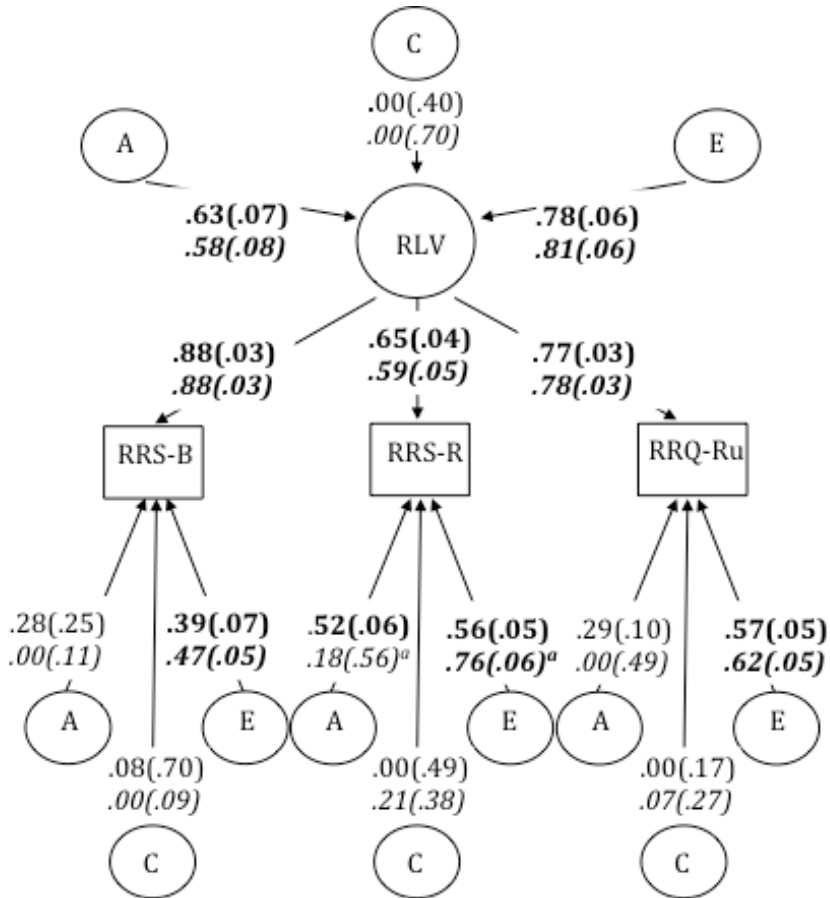 C
.00(.40)
.00(.70)
A
E
.63(.07)
.58(.08)
RLV
.78(.06)
.81(.06)
.88(.03)
.88(.03)
.65(.04)
.59(.05)
.77(.03)
.78(.03)
RRS-B
RRS-R
RRQ-Ru
.28(.25)
.00(.11)
.39(.07)
.47(.05)
.52(.06)
.18(.56)ᵃ
.56(.05)
.76(.06)ᵃ
.29(.10)
.00(.49)
.57(.05)
.62(.05)
A
E
A
E
A
E
.08(.70)
.00(.09)
.00(.49)
.21(.38)
.00(.17)
.07(.27)
C
C
C